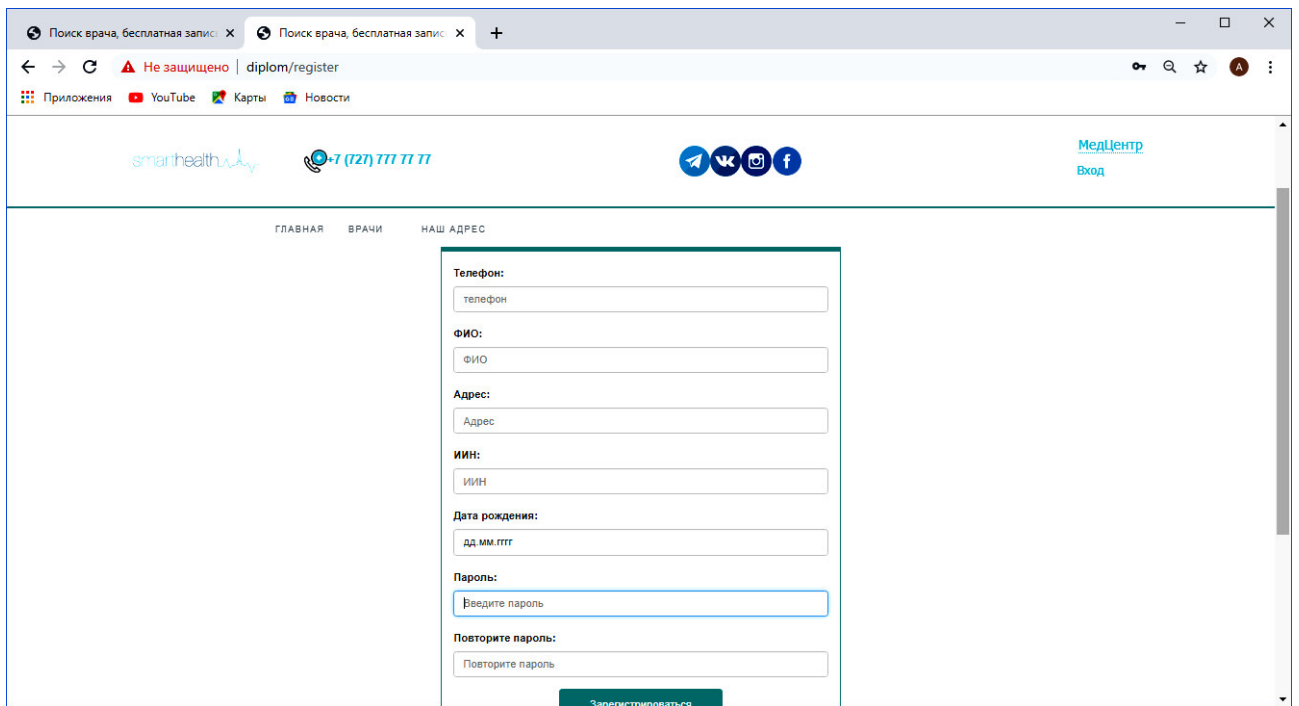 Поиск врача, бесплатная запис
Поиск врача, бесплатная запис
Не защищено | diplom/register
А
Приложения YouTube Карты Новости
smarthealth +7 (727) 777 77 77
МедЦентр
Вход
ГЛАВНАЯ ВРАЧИ НАШ АДРЕС
Телефон:
телефон
ФИО:
ФИО
Адрес:
Адрес
ИИН:
ИИН
Дата рождения:
дд.мм.гггг
Пароль:
Введите пароль
Повторите пароль:
Повторите пароль
Зарегистрироваться